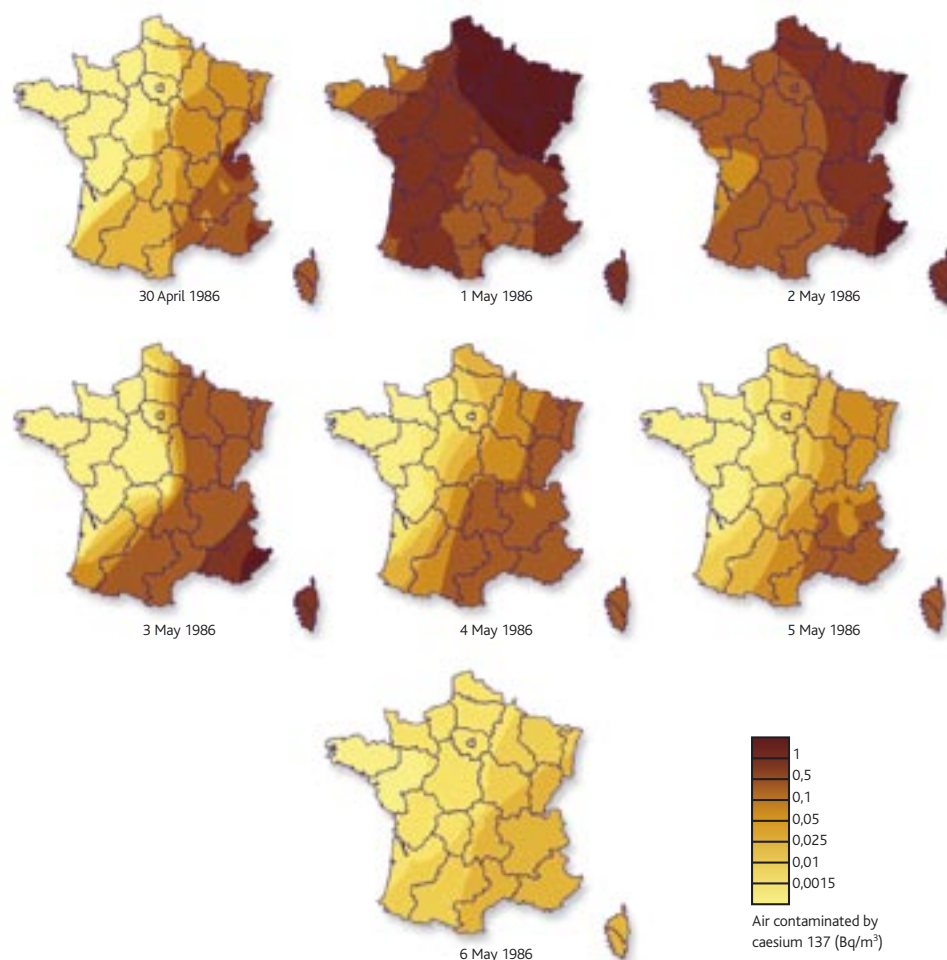 30 April 1986
1 May 1986
2 May 1986
3 May 1986
4 May 1986
5 May 1986
6 May 1986
1
0,5
0,1
0,05
0,025
0,01
0,0015
Air contaminated by
caesium 137 (Bq/m³)